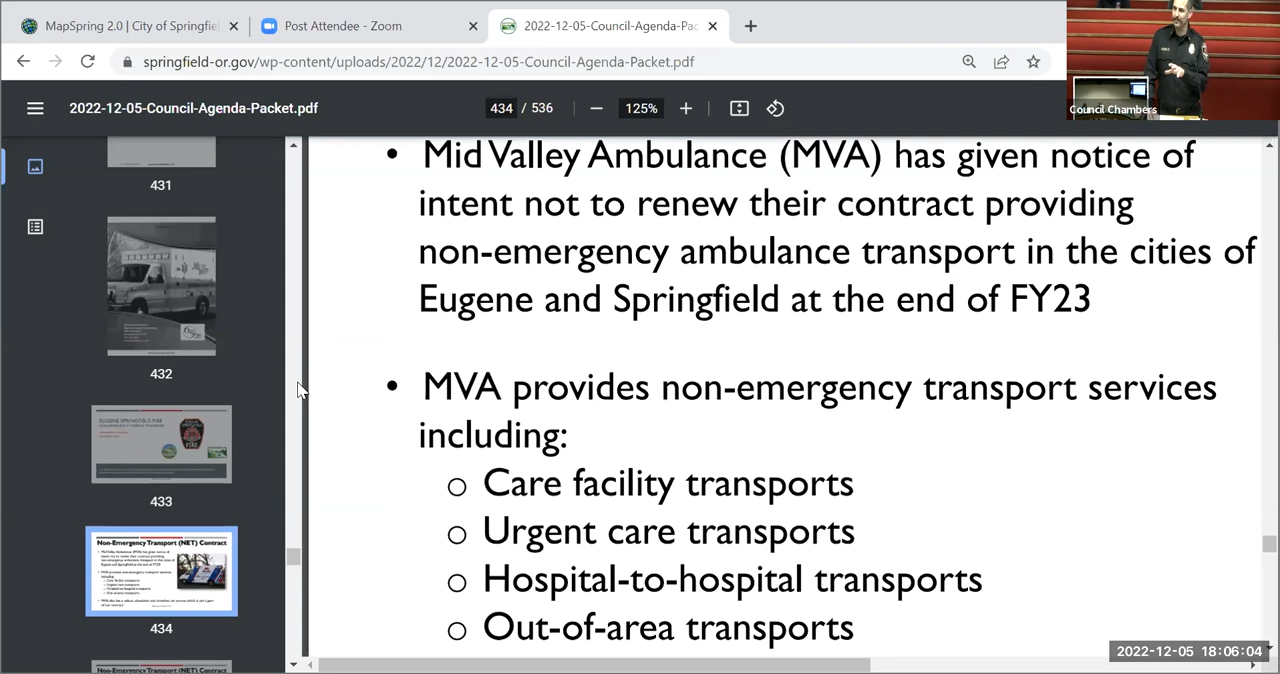 MapSpring 2.0 | City of Springfie
Post Attendee - Zoom
2022-12-05-Council-Agenda-Pac
springfield-or.gov/wp-content/uploads/2022/12/2022-12-05-Council-Agenda-Packet.pdf
2022-12-05-Council-Agenda-Packet.pdf
434 / 536
125%
Council Chambers
431
432
EUGENE SPRINGFIELD FIRE
433
Non-Emergency Transport (NET) Contract
434
• Mid Valley Ambulance (MVA) has given notice of
intent not to renew their contract providing
non-emergency ambulance transport in the cities of
Eugene and Springfield at the end of FY23
• MVA provides non-emergency transport services
including:
o Care facility transports
o Urgent care transports
o Hospital-to-hospital transports
o Out-of-area transports
2022-12-05 18:06:04